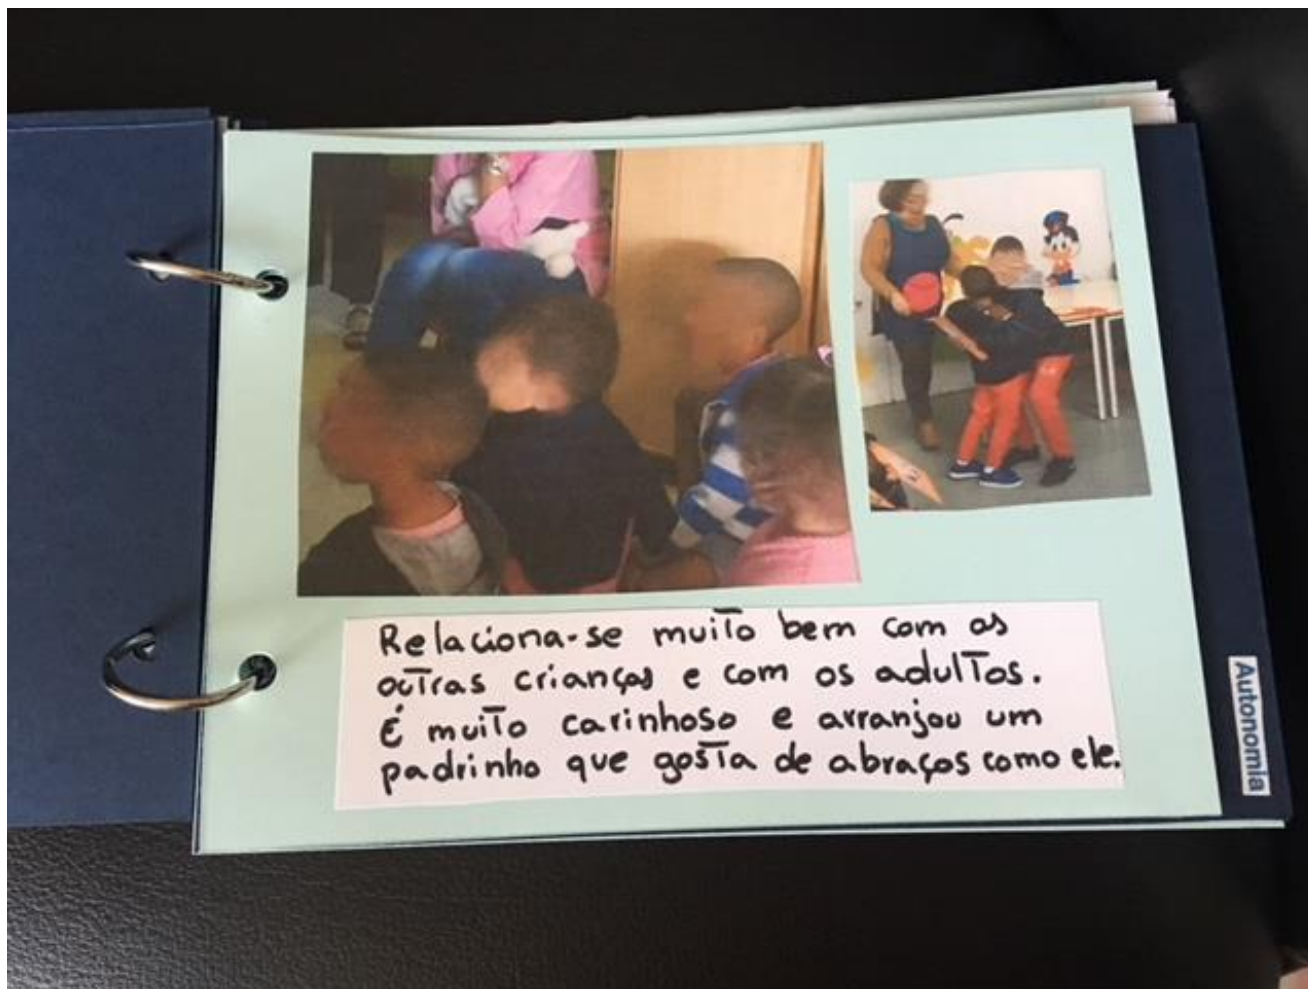 Relaciona-se muito bem com as
outras crianças e com os adultos.
É muito carinhoso e arranjou um
padrinho que gosta de abraços como ele.
Autonomia